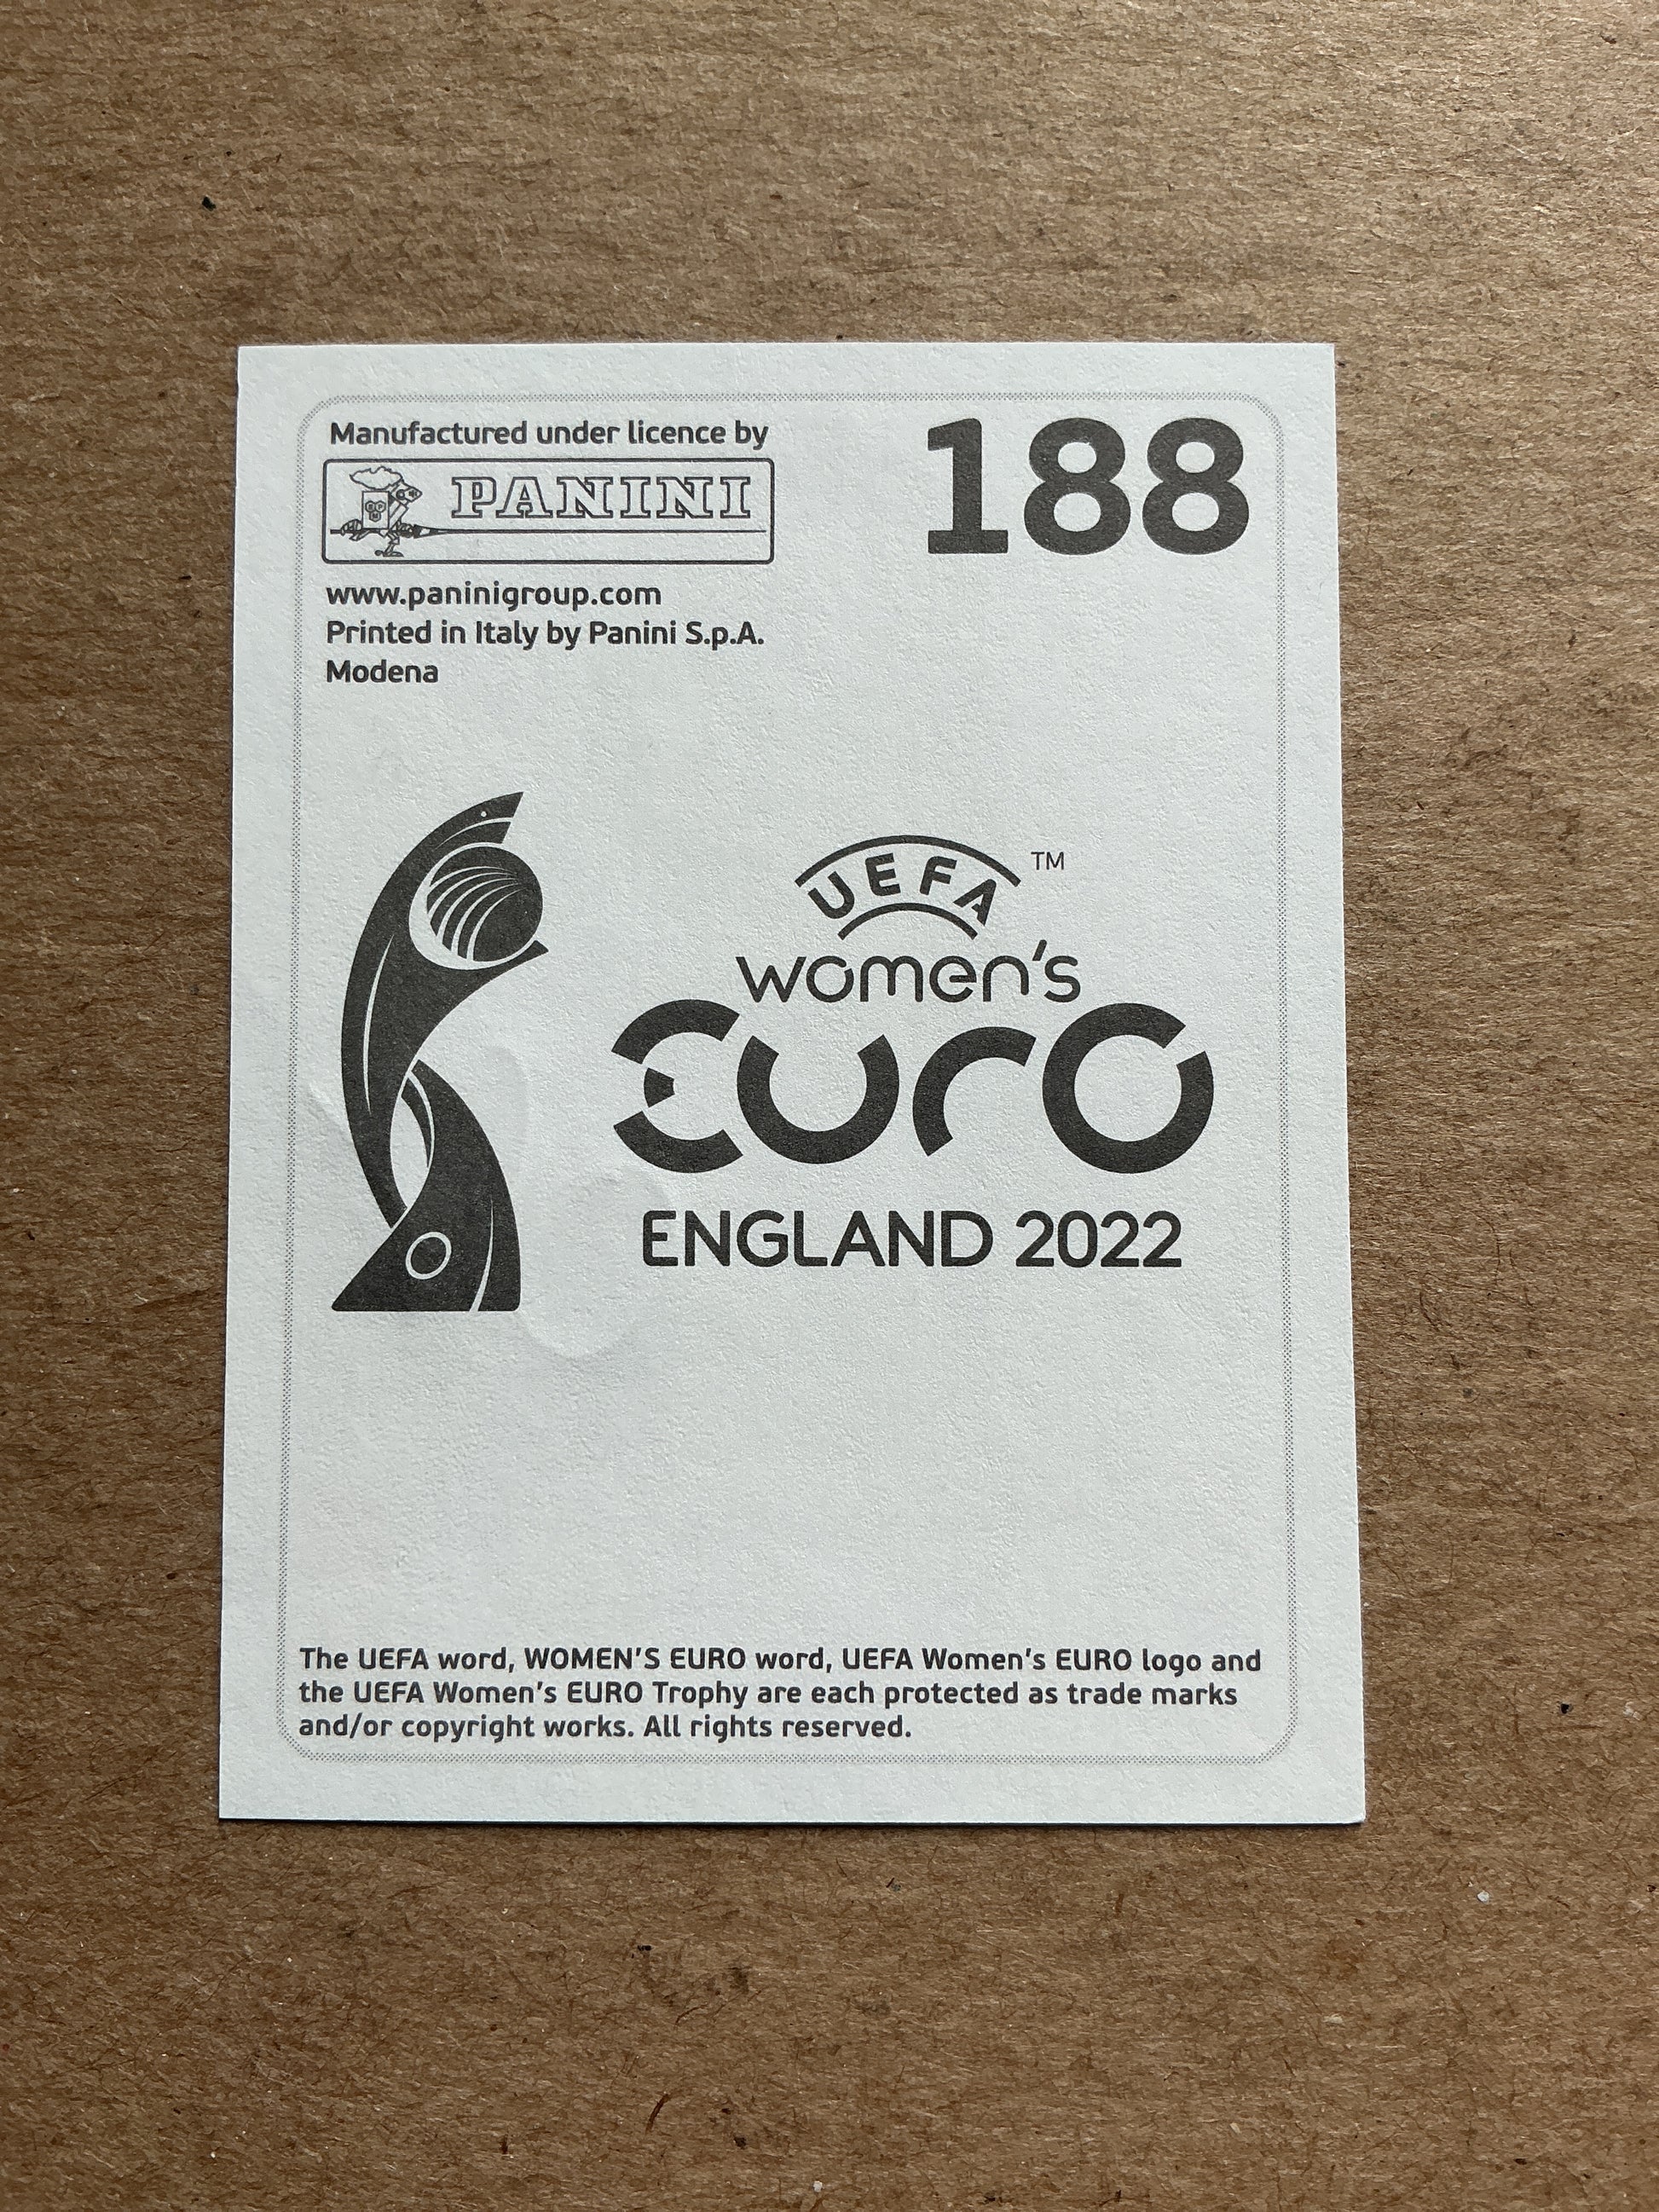 Manufactured under licence by
188
PANINI
www.paninigroup.com
Printed in Italy by Panini S.p.A.
Modena
UEFA TM
women's
EURO
ENGLAND 2022
The UEFA word, WOMEN'S EURO word, UEFA Women's EURO logo and
the UEFA Women's EURO Trophy are each protected as trade marks
and/or copyright works. All rights reserved.